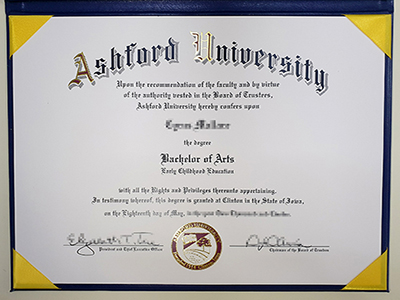 Ashford University
Upon the recommendation of the faculty and by virtue
of the authority vested in the Board of Trustees,
Ashford University hereby confers upon
the degree
Bachelor of Arts
Early Childhood Education
with all the Rights and Privileges thereunto appertaining.
In testimony whereof, this degree is granted at Clinton in the State of Iowa,
on the Eighteenth day of May,
President and Chief Executive Officer
Chairman of the Board of Trustees